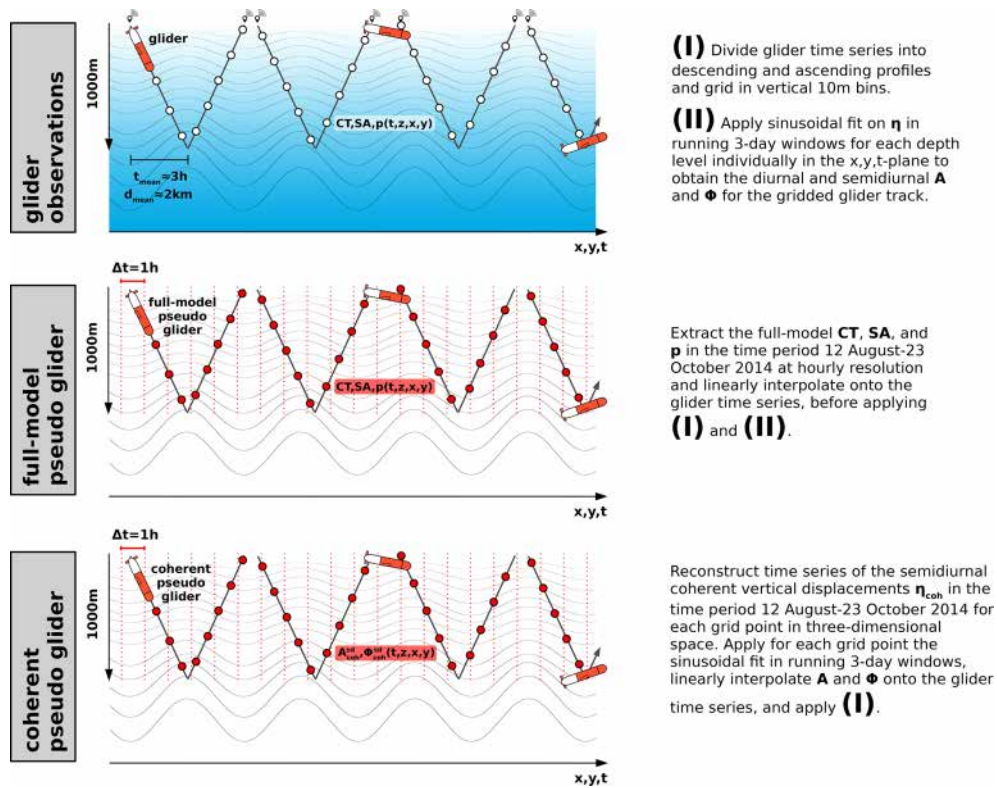 glider
observations
glider
1000m
CT,SA,p(t,z,x,y)
t_mean≈3h
d_mean≈2km
x,y,t
(I) Divide glider time series into
descending and ascending profiles
and grid in vertical 10m bins.
(II) Apply sinusoidal fit on η in
running 3-day windows for each depth
level individually in the x,y,t-plane to
obtain the diurnal and semidiurnal A
and Φ for the gridded glider track.
full-model
pseudo glider
Δt=1h
full-model
pseudo
glider
1000m
CT,SA,p(t,z,x,y)
x,y,t
Extract the full-model CT, SA, and
p in the time period 12 August-23
October 2014 at hourly resolution
and linearly interpolate onto the
glider time series, before applying
(I) and (II).
coherent
pseudo glider
Δt=1h
coherent
pseudo
glider
1000m
A^sd_coh,Φ^sd_coh(t,z,x,y)
x,y,t
Reconstruct time series of the semidiurnal
coherent vertical displacements η_coh in the
time period 12 August-23 October 2014 for
each grid point in three-dimensional
space. Apply for each grid point the
sinusoidal fit in running 3-day windows,
linearly interpolate A and Φ onto the glider
time series, and apply (I).